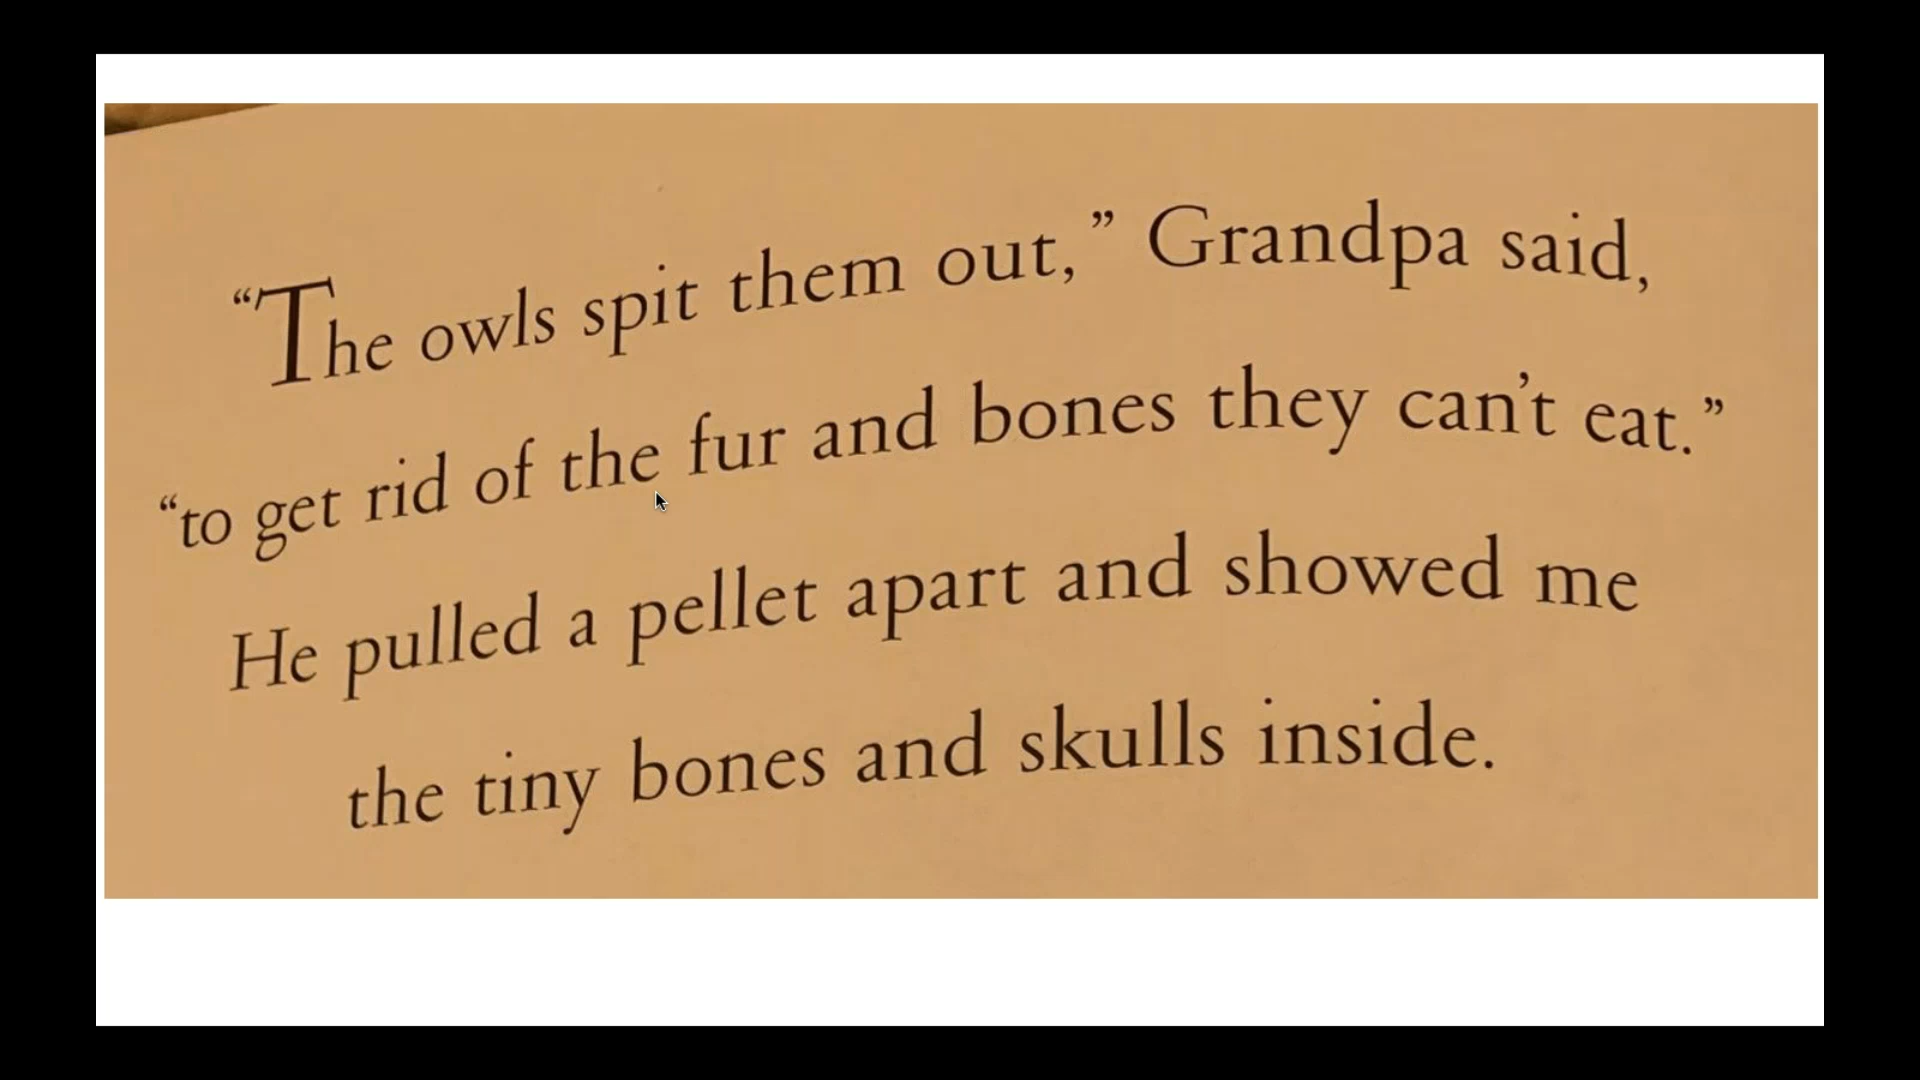 “The owls spit them out,” Grandpa said,
“to get rid of the fur and bones they can’t eat.”
He pulled a pellet apart and showed me
the tiny bones and skulls inside.